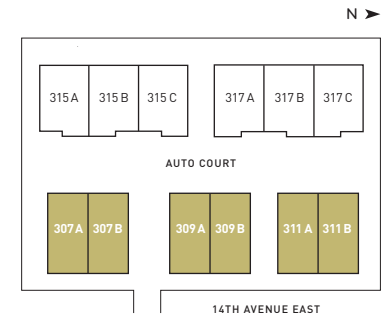 N
315 A 315 B 315 C 317 A 317 B 317 C
AUTO COURT
307 A 307 B 309 A 309 B 311 A 311 B
14TH AVENUE EAST